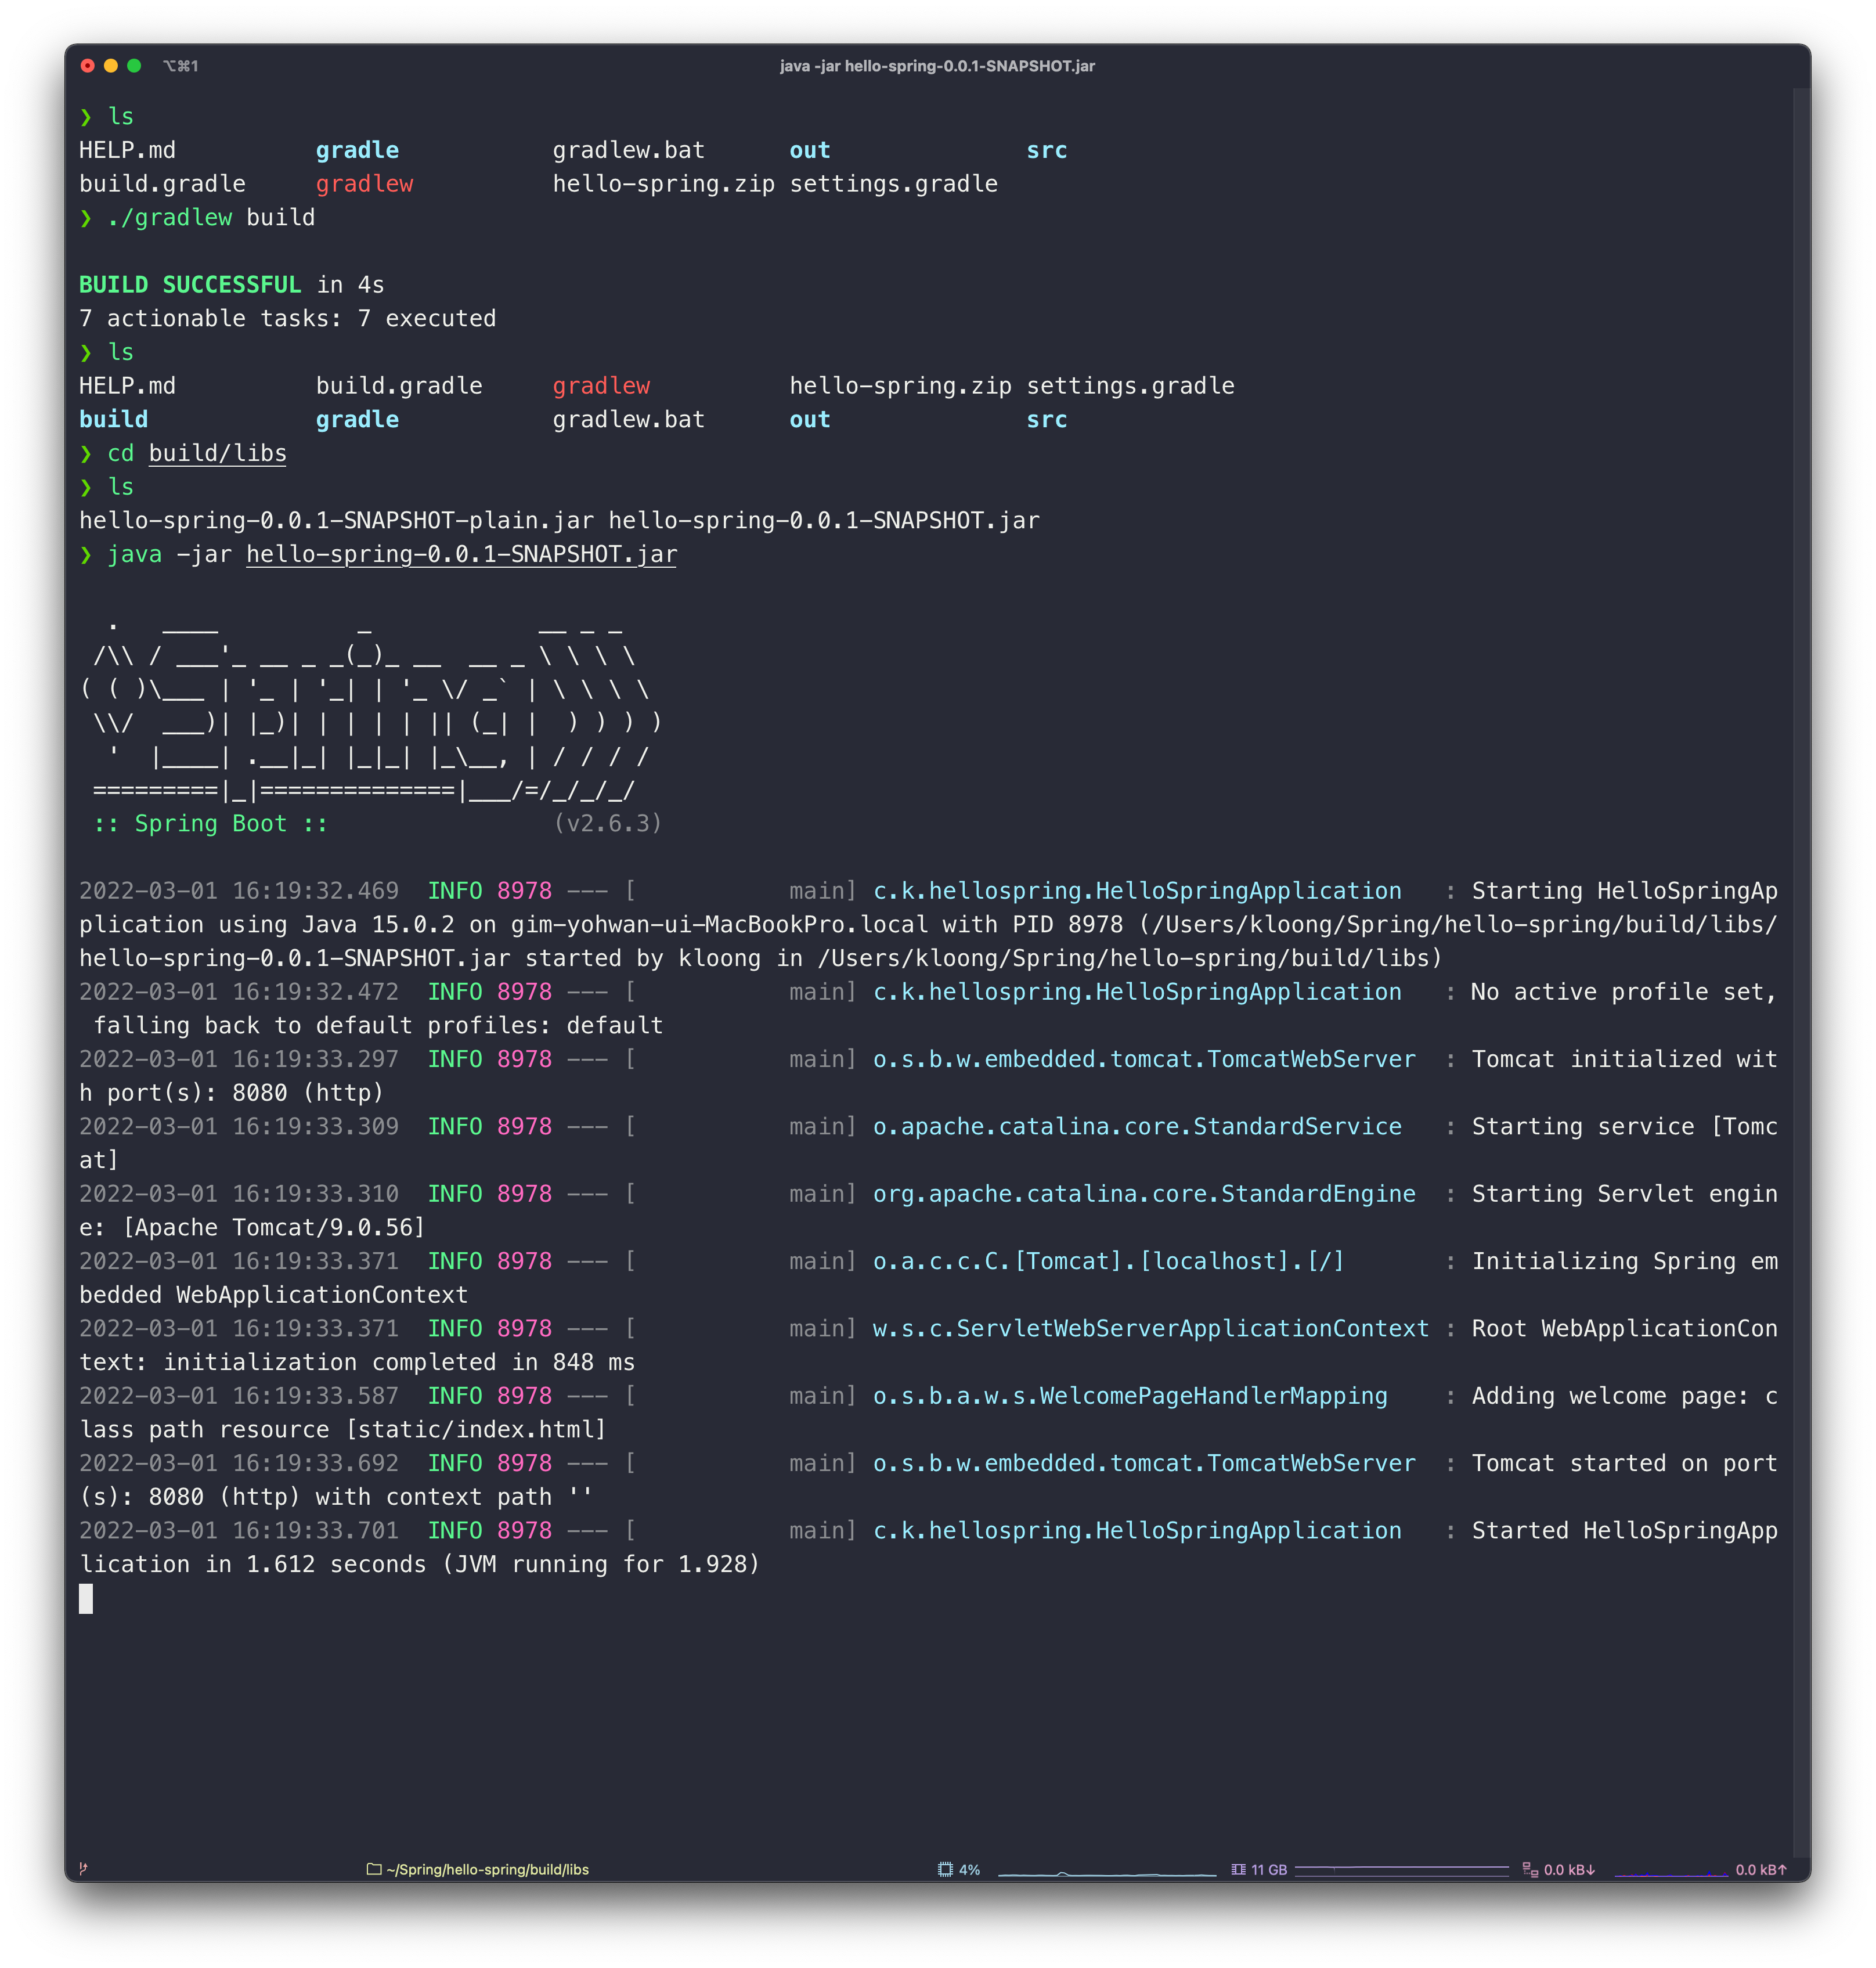 ⌥⌘1 java -jar hello-spring-0.0.1-SNAPSHOT.jar
❯ ls
HELP.md          gradle           gradlew.bat      out              src
build.gradle     gradlew          hello-spring.zip settings.gradle
❯ ./gradlew build

BUILD SUCCESSFUL in 4s
7 actionable tasks: 7 executed
❯ ls
HELP.md          build.gradle     gradlew          hello-spring.zip settings.gradle
build            gradle           gradlew.bat      out              src
❯ cd build/libs
❯ ls
hello-spring-0.0.1-SNAPSHOT-plain.jar hello-spring-0.0.1-SNAPSHOT.jar
❯ java -jar hello-spring-0.0.1-SNAPSHOT.jar

  .   ____          _            __ _ _
 /\\ / ___'_ __ _ _(_)_ __  __ _ \ \ \ \
( ( )\___ | '_ | '_| | '_ \/ _` | \ \ \ \
 \\/  ___)| |_)| | | | | || (_| |  ) ) ) )
  '  |____| .__|_| |_|_| |_\__, | / / / /
 =========|_|==============|___/=/_/_/_/
 :: Spring Boot ::                (v2.6.3)

2022-03-01 16:19:32.469  INFO 8978 --- [           main] c.k.hellospring.HelloSpringApplication   : Starting HelloSpringAp
plication using Java 15.0.2 on gim-yohwan-ui-MacBookPro.local with PID 8978 (/Users/kloong/Spring/hello-spring/build/libs/
hello-spring-0.0.1-SNAPSHOT.jar started by kloong in /Users/kloong/Spring/hello-spring/build/libs)
2022-03-01 16:19:32.472  INFO 8978 --- [           main] c.k.hellospring.HelloSpringApplication   : No active profile set,
 falling back to default profiles: default
2022-03-01 16:19:33.297  INFO 8978 --- [           main] o.s.b.w.embedded.tomcat.TomcatWebServer  : Tomcat initialized wit
h port(s): 8080 (http)
2022-03-01 16:19:33.309  INFO 8978 --- [           main] o.apache.catalina.core.StandardService   : Starting service [Tomc
at]
2022-03-01 16:19:33.310  INFO 8978 --- [           main] org.apache.catalina.core.StandardEngine  : Starting Servlet engin
e: [Apache Tomcat/9.0.56]
2022-03-01 16:19:33.371  INFO 8978 --- [           main] o.a.c.c.C.[Tomcat].[localhost].[/]       : Initializing Spring em
bedded WebApplicationContext
2022-03-01 16:19:33.371  INFO 8978 --- [           main] w.s.c.ServletWebServerApplicationContext : Root WebApplicationCon
text: initialization completed in 848 ms
2022-03-01 16:19:33.587  INFO 8978 --- [           main] o.s.b.a.w.s.WelcomePageHandlerMapping    : Adding welcome page: c
lass path resource [static/index.html]
2022-03-01 16:19:33.692  INFO 8978 --- [           main] o.s.b.w.embedded.tomcat.TomcatWebServer  : Tomcat started on port
(s): 8080 (http) with context path ''
2022-03-01 16:19:33.701  INFO 8978 --- [           main] c.k.hellospring.HelloSpringApplication   : Started HelloSpringApp
lication in 1.612 seconds (JVM running for 1.928)
~/Spring/hello-spring/build/libs 4% 11 GB 0.0 kB↓ 0.0 kB↑